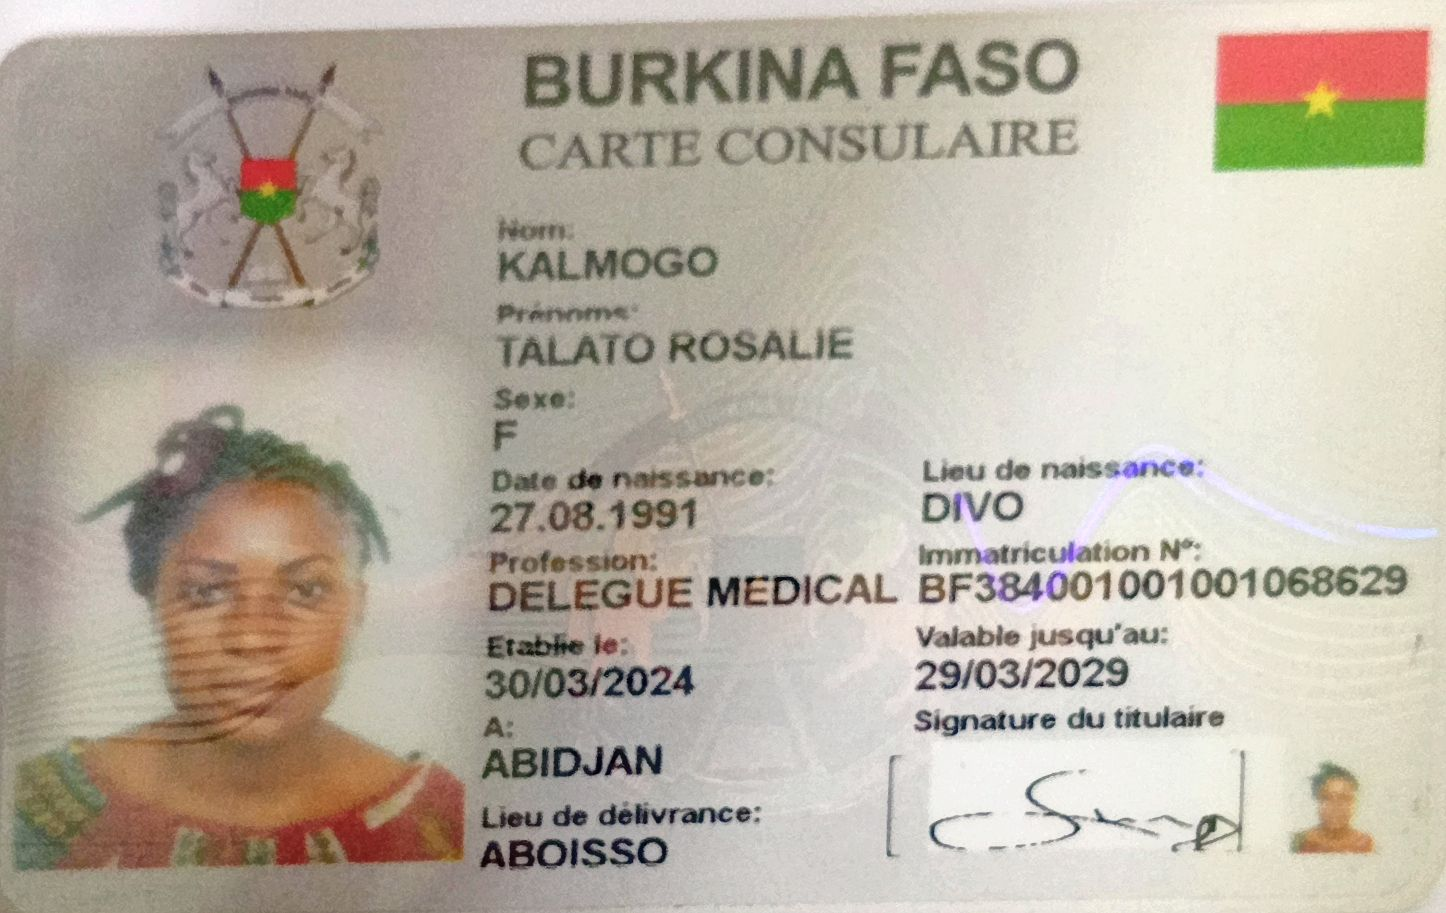 BURKINA FASO
CARTE CONSULAIRE
Nom:
KALMOGO
Prénoms:
TALATO ROSALIE
Sexe:
F
Date de naissance:
27.08.1991
Lieu de naissance:
DIVO
Profession:
DELEGUE MEDICAL
Immatriculation N°:
BF384001001001068629
Etablie le:
30/03/2024
Valable jusqu'au:
29/03/2029
A:
ABIDJAN
Signature du titulaire
Lieu de délivrance:
ABOISSO